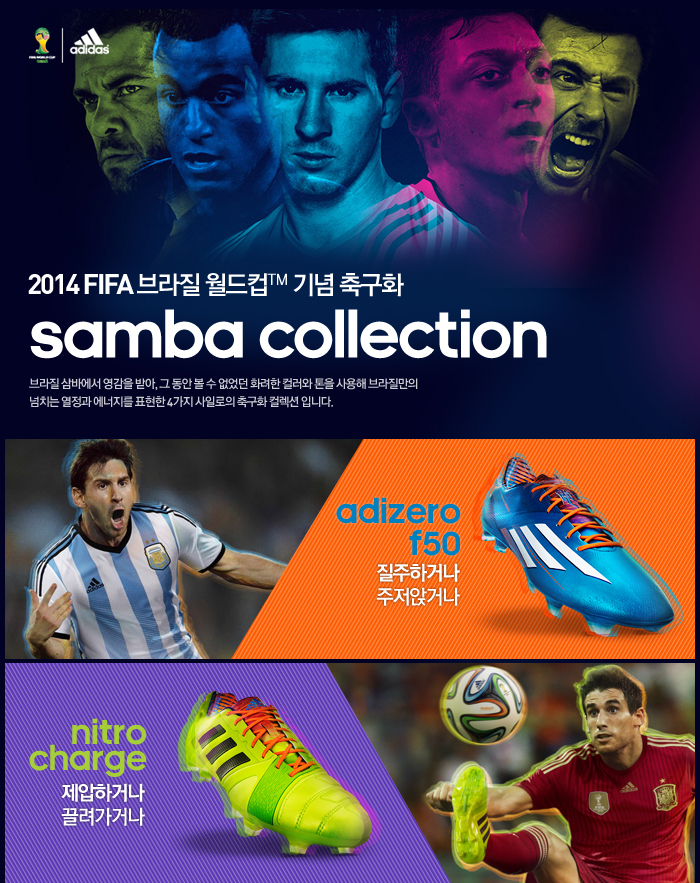 adidas
2014 FIFA 브라질 월드컵™ 기념 축구화
samba collection
브라질 삼바에서 영감을 받아, 그 동안 볼 수 없었던 화려한 컬러와 톤을 사용해 브라질만의
넘치는 열정과 에너지를 표현한 4가지 사일로의 축구화 컬렉션 입니다.
adizero
f50
질주하거나
주저앉거나
nitro
charge
제압하거나
끌려가거나